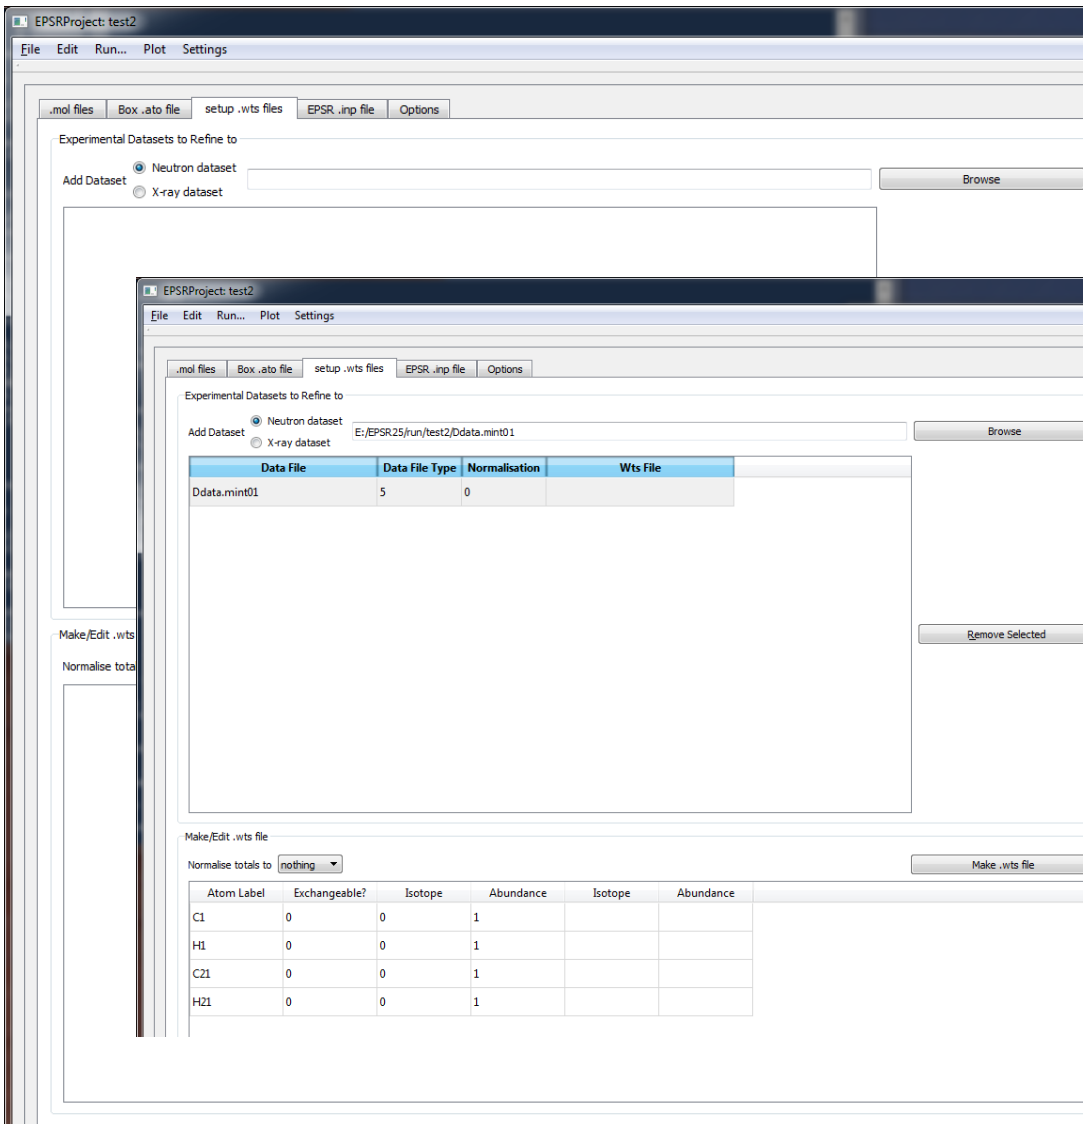 EPSRProject: test2
File Edit Run... Plot Settings
.mol files Box .ato file setup .wts files EPSR .inp file Options
Experimental Datasets to Refine to
Add Dataset
Neutron dataset
X-ray dataset
Browse
EPSRProject: test2
File Edit Run... Plot Settings
.mol files Box .ato file setup .wts files EPSR .inp file Options
Experimental Datasets to Refine to
Add Dataset
Neutron dataset
X-ray dataset
E:/EPSR25/run/test2/Ddata.mint01
Browse
Data File Data File Type Normalisation Wts File
Ddata.mint01 5 0
Remove Selected
Make/Edit .wts
Normalise tota
Make/Edit .wts file
Normalise totals to nothing Make .wts file
Atom Label Exchangeable? Isotope Abundance Isotope Abundance
C1 0 0 1
H1 0 0 1
C21 0 0 1
H21 0 0 1